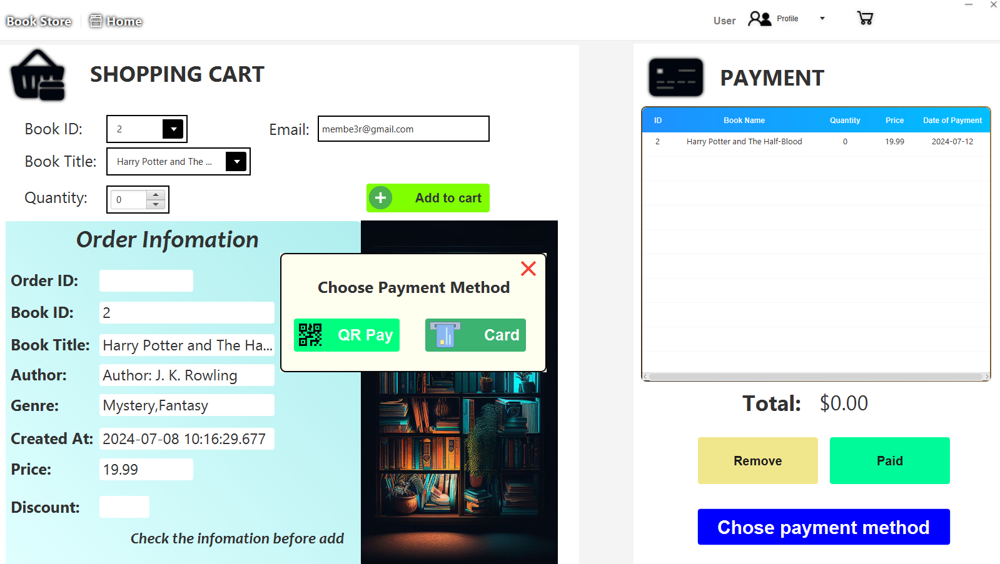 Book Store
Home
User
Profile
SHOPPING CART
PAYMENT
Book ID:
2
Email:
membe3r@gmail.com
Book Title:
Harry Potter and The ...
Quantity:
0
Add to cart
ID Book Name Quantity Price Date of Payment
2 Harry Potter and The Half-Blood 0 19.99 2024-07-12
Order Infomation
Order ID:
Book ID:
2
Book Title:
Harry Potter and The Ha...
Author:
Author: J. K. Rowling
Genre:
Mystery,Fantasy
Created At:
2024-07-08 10:16:29.677
Price:
19.99
Discount:
Check the infomation before add
Choose Payment Method
QR Pay
Card
Total:
$0.00
Remove
Paid
Chose payment method